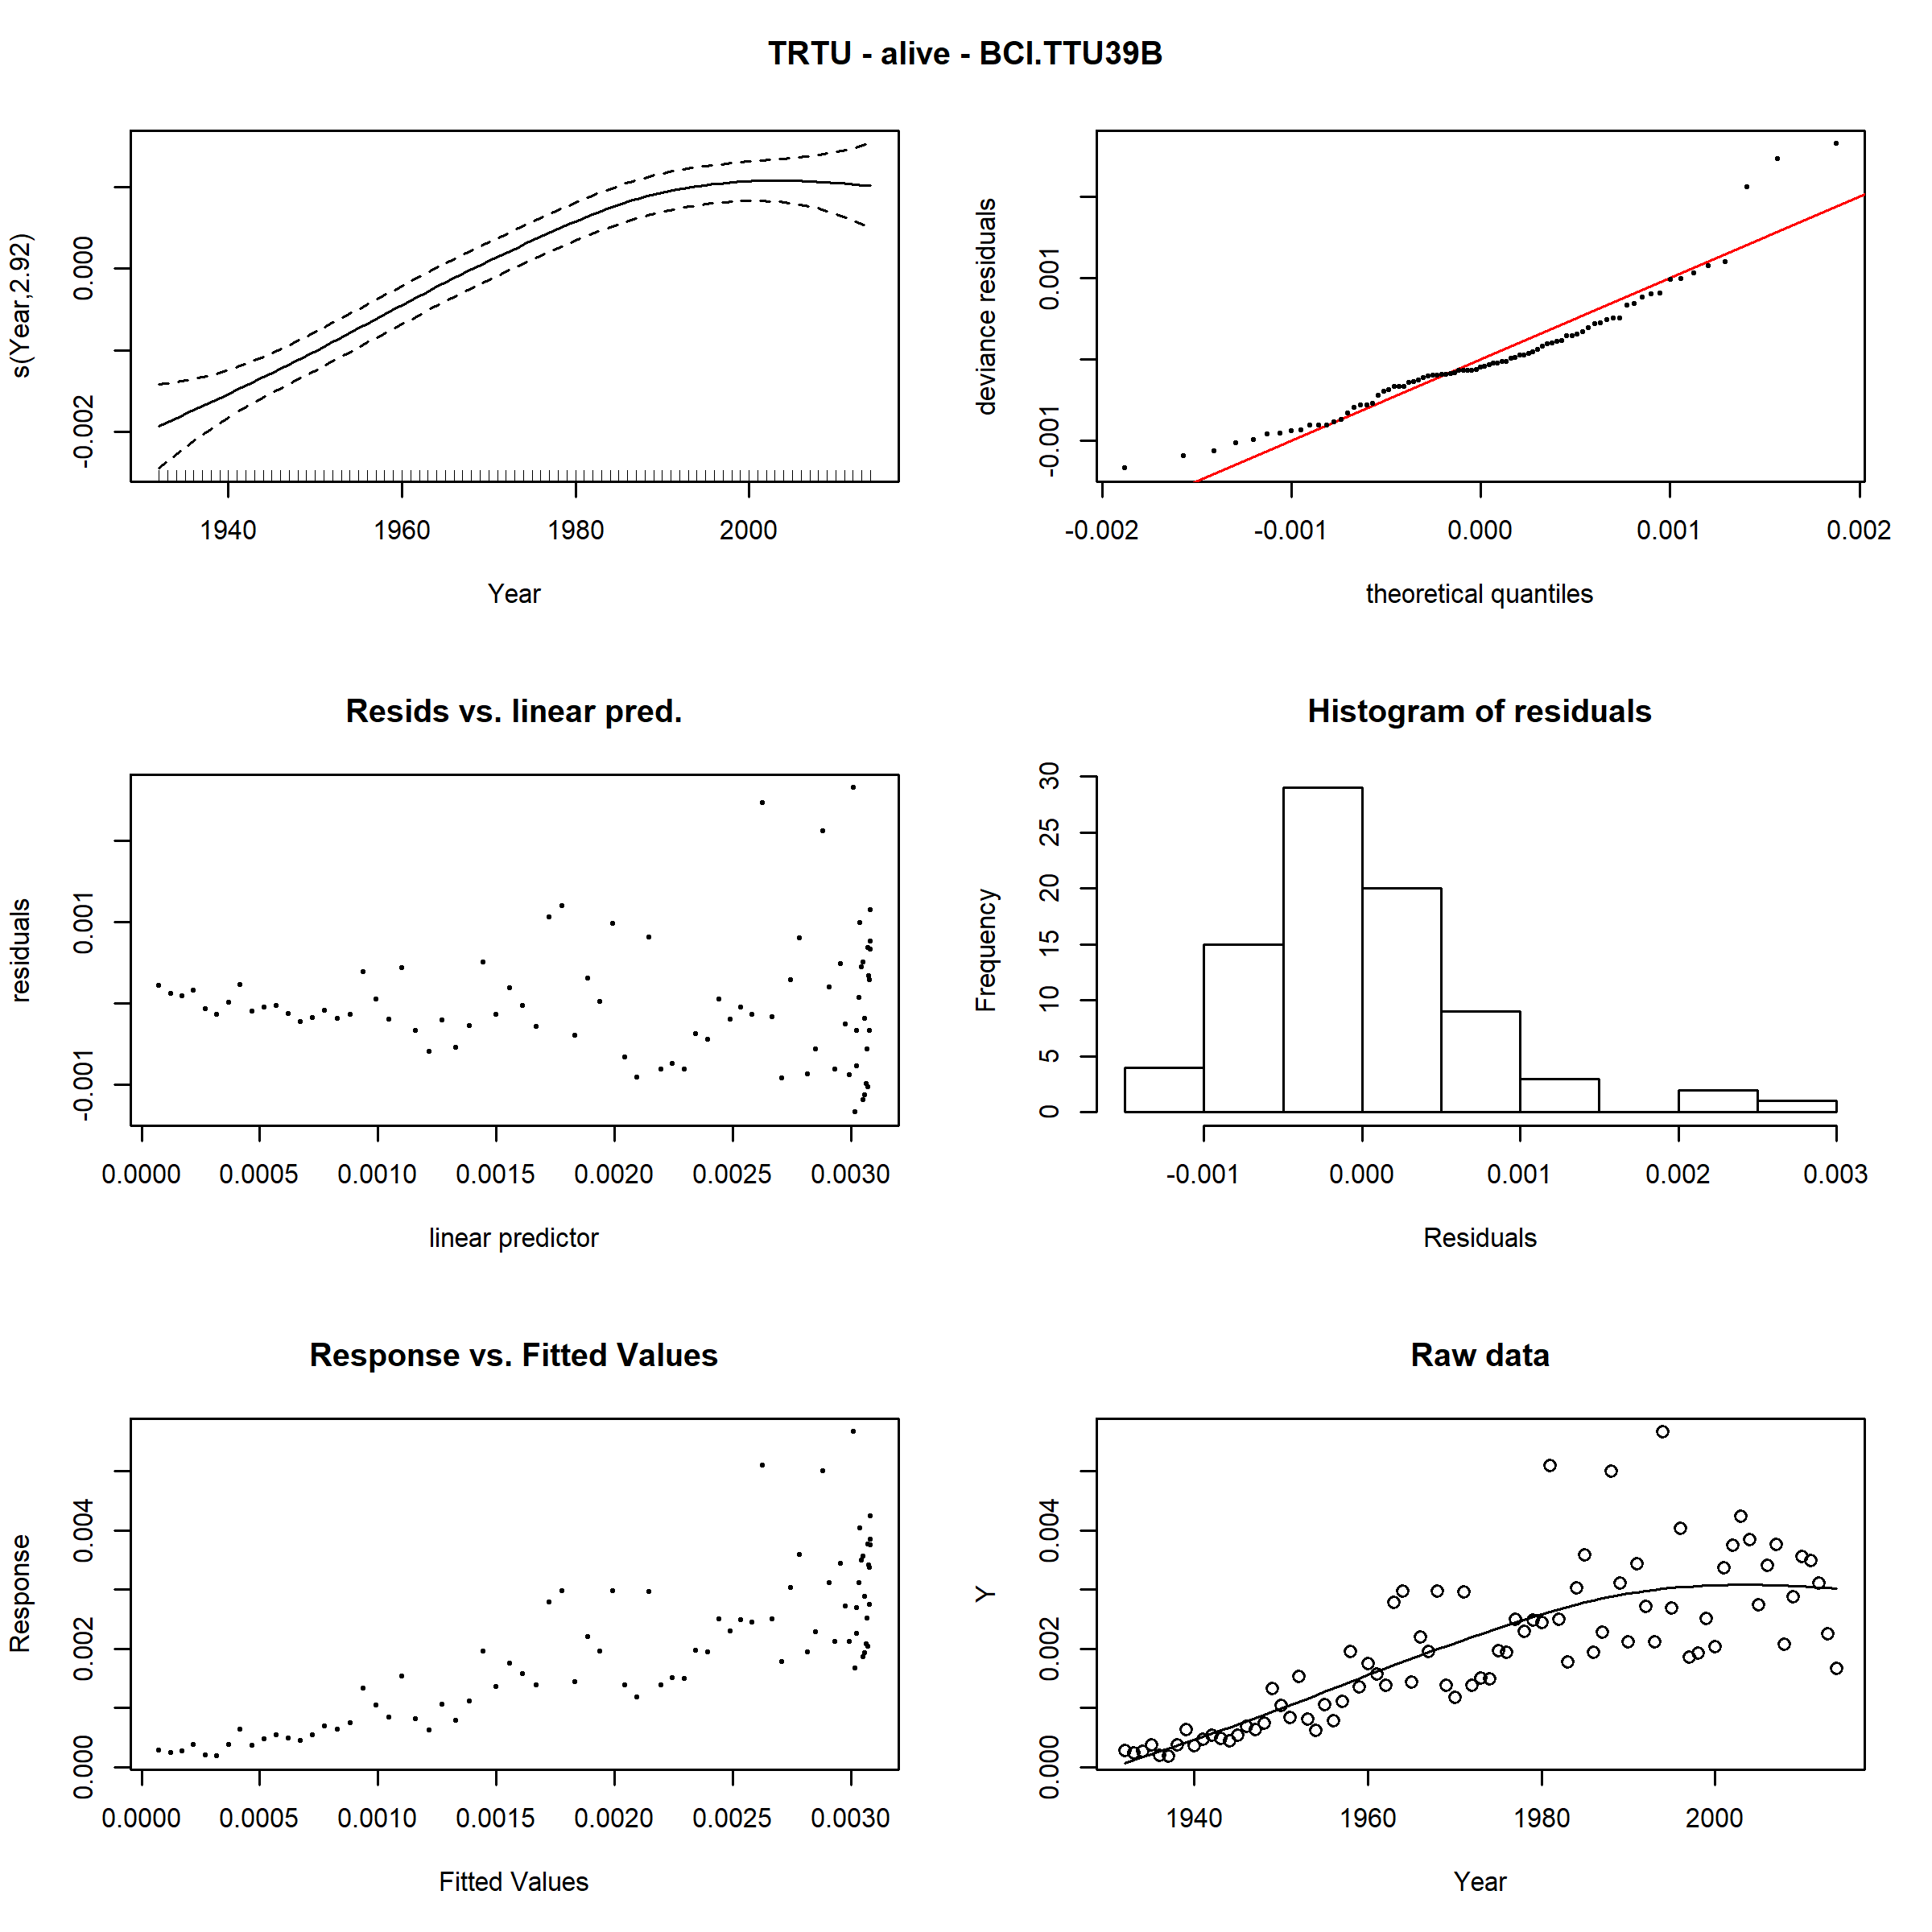 TRTU - alive - BCI.TTU39B
s(Year,2.92)
-0.002 0.000
1940 1960 1980 2000
Year
deviance residuals
-0.001 0.001
-0.002 -0.001 0.000 0.001 0.002
theoretical quantiles
Resids vs. linear pred.
residuals
-0.001 0.001
0.0000 0.0005 0.0010 0.0015 0.0020 0.0025 0.0030
linear predictor
Histogram of residuals
Frequency
0 5 10 15 20 25 30
-0.001 0.000 0.001 0.002 0.003
Residuals
Response vs. Fitted Values
Response
0.000 0.002 0.004
0.0000 0.0005 0.0010 0.0015 0.0020 0.0025 0.0030
Fitted Values
Raw data
Y
0.000 0.002 0.004
1940 1960 1980 2000
Year